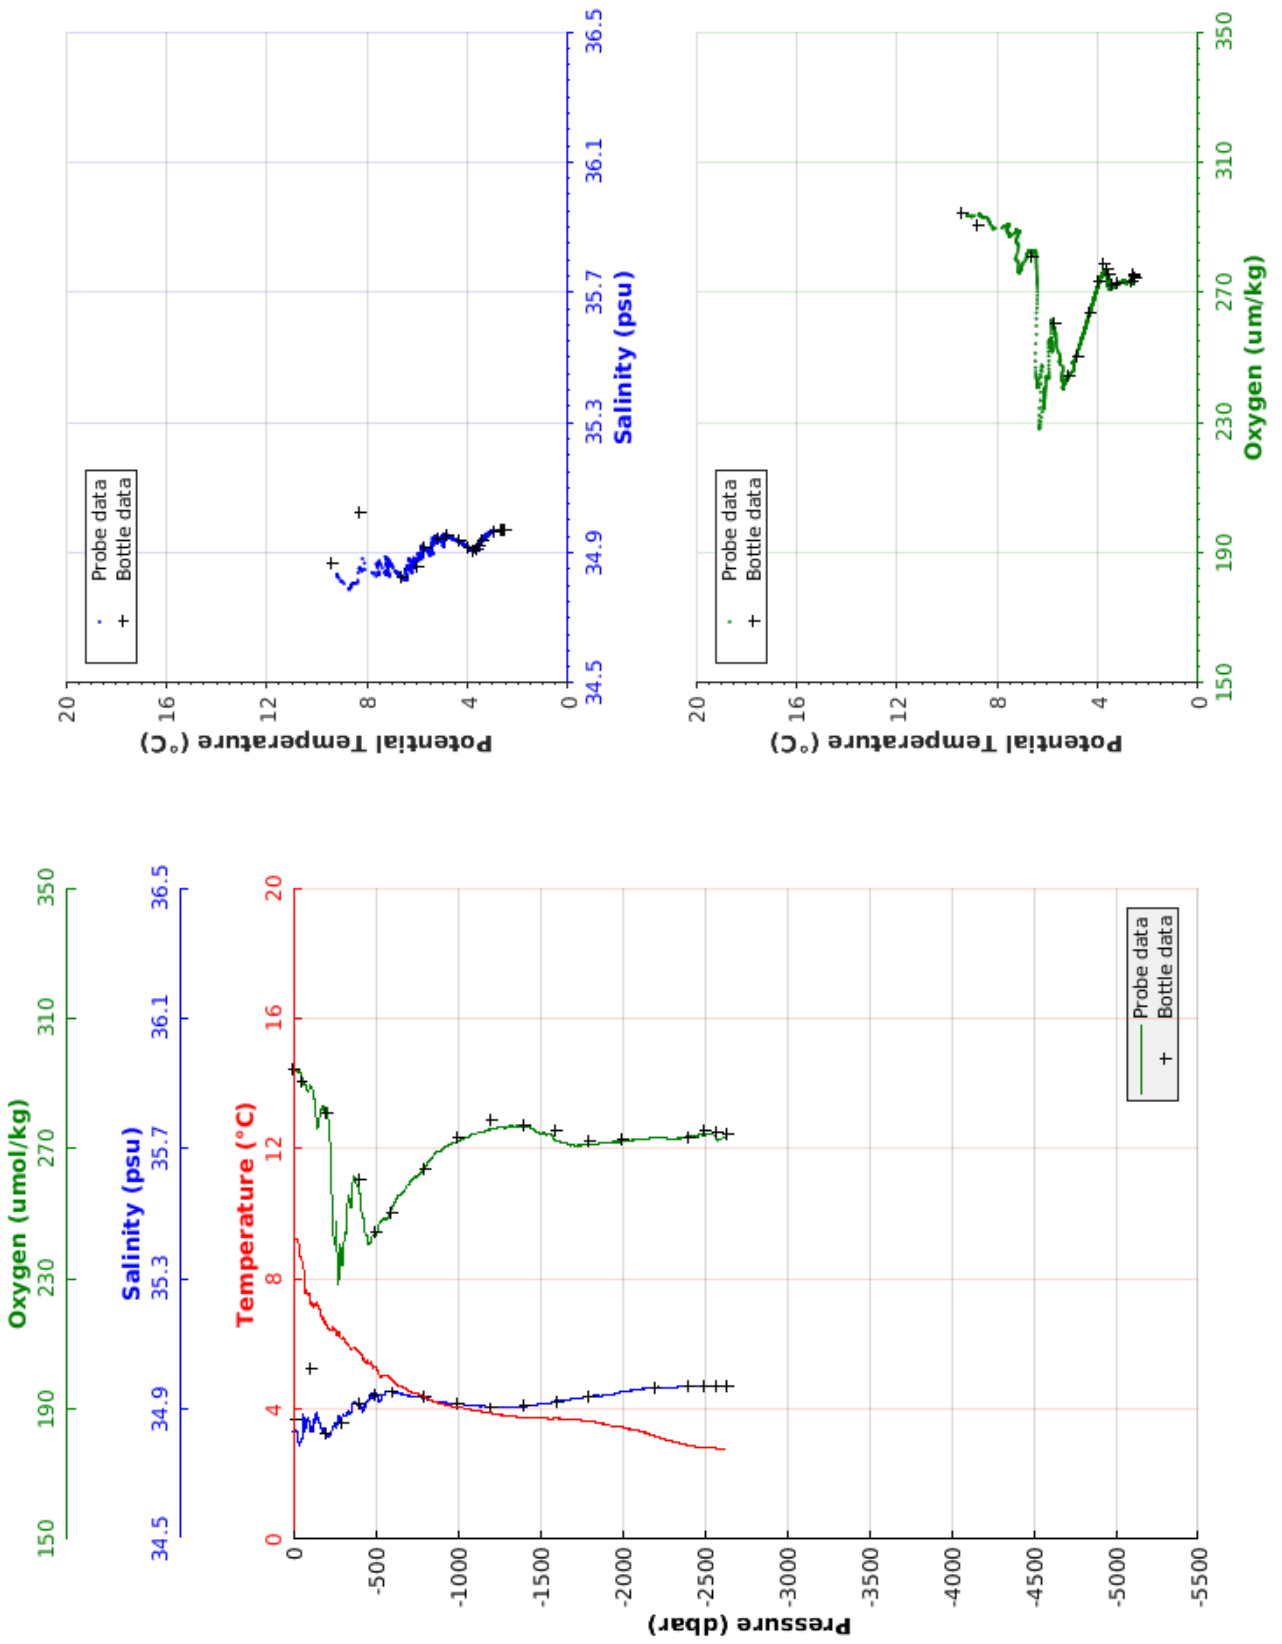 Oxygen (umol/kg)
150 190 230 270 310 350
Salinity (psu)
34.5 34.9 35.3 35.7 36.1 36.5
Temperature (°C)
0 4 8 12 16 20
0
-500
-1000
-1500
-2000
-2500
-3000
-3500
-4000
-4500
-5000
-5500
Pressure (dbar)
Probe data
Bottle data
20
16
12
8
4
0
Potential Temperature (°C)
Probe data
Bottle data
34.5 34.9 35.3 35.7 36.1 36.5
Salinity (psu)
20
16
12
8
4
0
Potential Temperature (°C)
Probe data
Bottle data
150 190 230 270 310 350
Oxygen (um/kg)